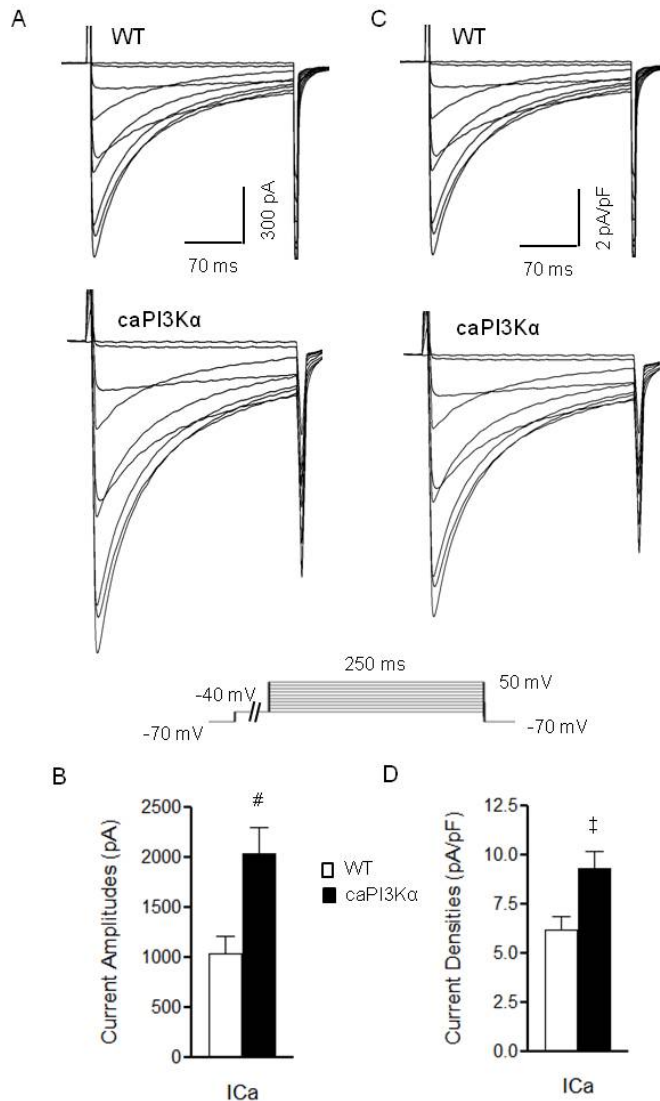 A
WT
300 pA
70 ms
caPI3Kα
C
WT
2 pA/pF
70 ms
caPI3Kα
250 ms
-40 mV
50 mV
-70 mV
-70 mV
B
Current Amplitudes (pA)
2500
2000
1500
1000
500
0
#
ICa
WT
caPI3Kα
D
Current Densities (pA/pF)
12.5
10.0
7.5
5.0
2.5
0.0
‡
ICa